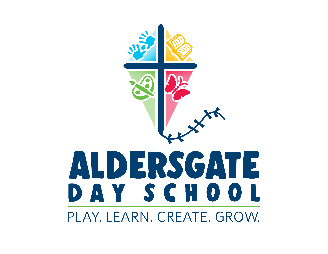 ALDERSGATE
DAY SCHOOL
PLAY. LEARN. CREATE. GROW.